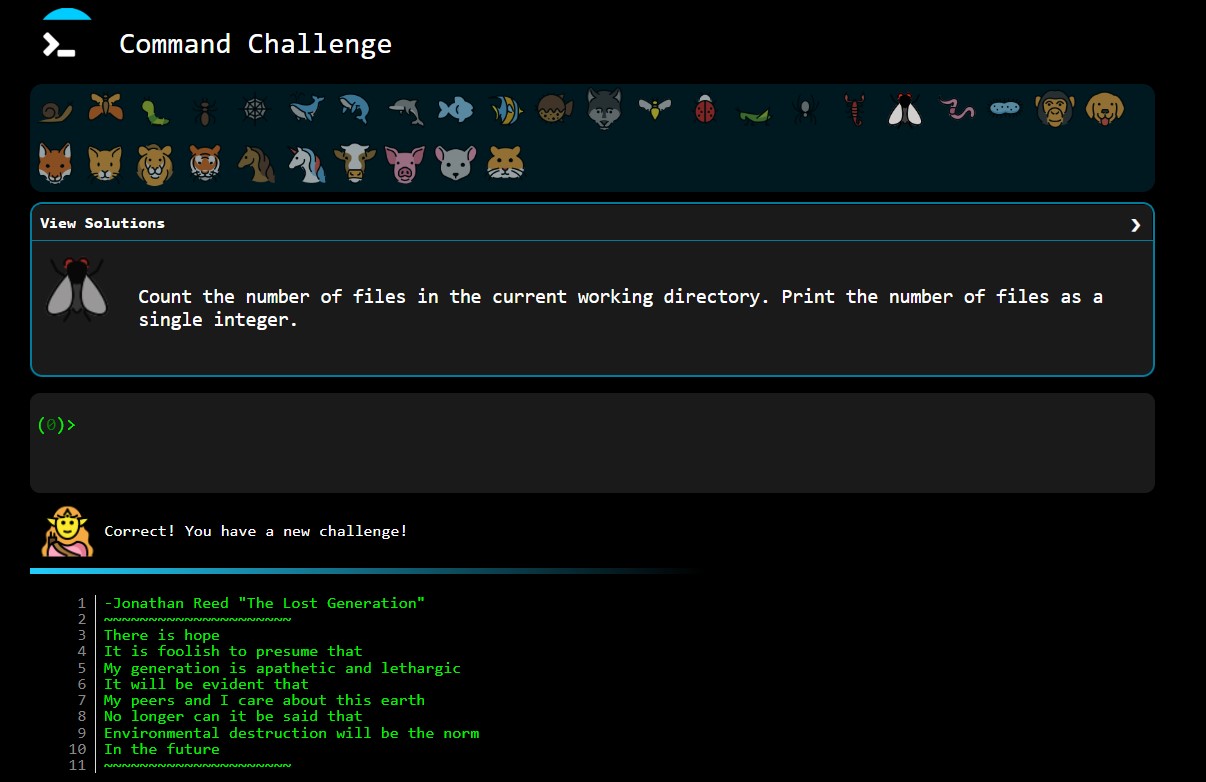 Command Challenge
View Solutions
Count the number of files in the current working directory. Print the number of files as a
single integer.
(0)>
Correct! You have a new challenge!
1 -Jonathan Reed "The Lost Generation"
2 ~~~~~~~~~~~~~~~~~~~~~
3 There is hope
4 It is foolish to presume that
5 My generation is apathetic and lethargic
6 It will be evident that
7 My peers and I care about this earth
8 No longer can it be said that
9 Environmental destruction will be the norm
10 In the future
11 ~~~~~~~~~~~~~~~~~~~~~